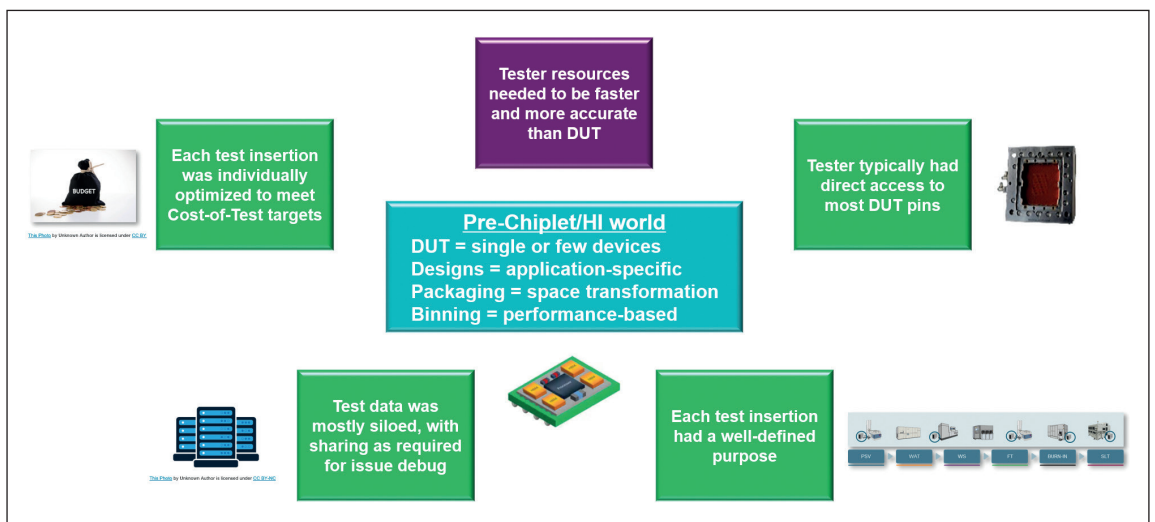 Tester resources
needed to be faster
and more accurate
than DUT
Each test insertion
was individually
optimized to meet
Cost-of-Test targets
BUDGET
This Photo by Unknown Author is licensed under CC BY
Tester typically had
direct access to
most DUT pins
Pre-Chiplet/HI world
DUT = single or few devices
Designs = application-specific
Packaging = space transformation
Binning = performance-based
Test data was
mostly siloed, with
sharing as required
for issue debug
This Photo by Unknown Author is licensed under CC BY-NC
Each test insertion
had a well-defined
purpose
PSV
WAT
WS
FT
BURN-IN
SLT